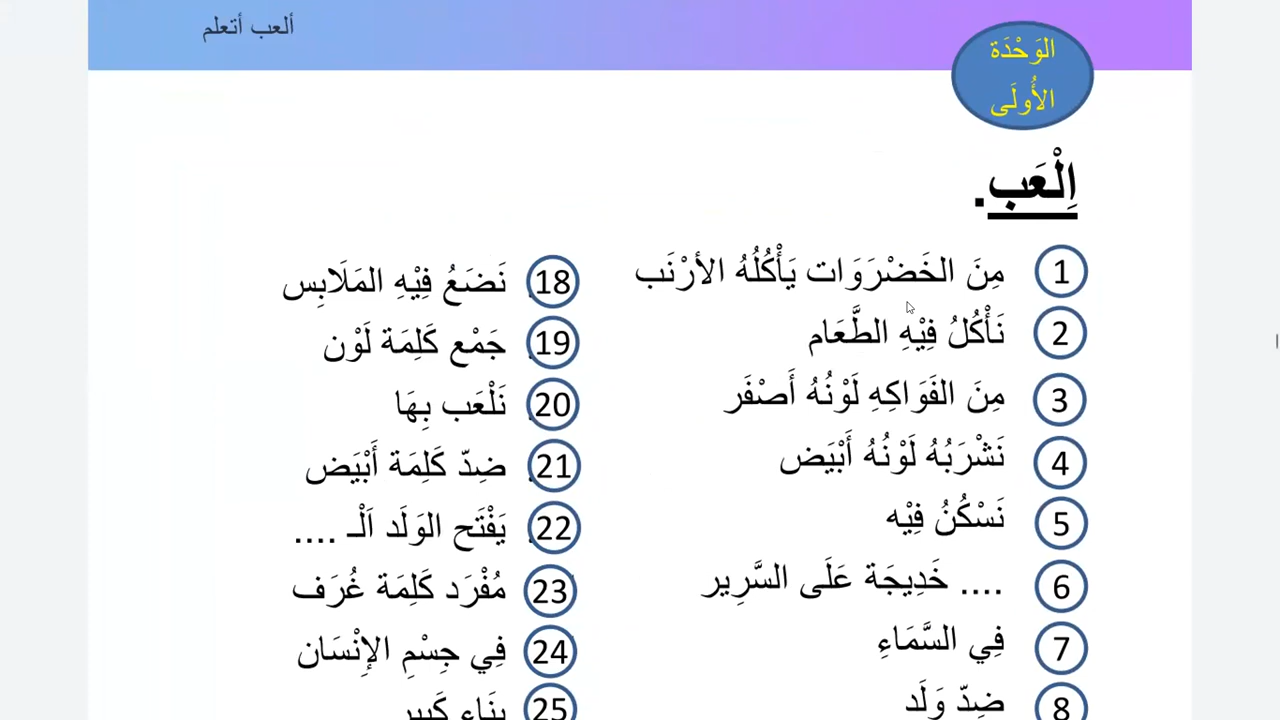 ألعب أتعلم
الوَحْدَة
الأُولَى
اِلْعَب.
1 مِنَ الخَضْرَوَات يَأْكُلُهُ الأرْنَب
2 نَأْكُلُ فِيْهِ الطَّعَام
3 مِنَ الفَوَاكِهِ لَوْنُهُ أَصْفَر
4 نَشْرَبُهُ لَوْنُهُ أَبْيَض
5 نَسْكُنُ فِيْه
6 .... خَدِيجَة عَلَى السَّرِير
7 فِي السَّمَاءِ
8 ضِدّ وَلَد
18 نَضَعُ فِيْهِ المَلَابِس
19 جَمْع كَلِمَة لَوْن
20 نَلْعَب بِهَا
21 ضِدّ كَلِمَة أَبْيَض
22 يَفْتَح الوَلَد اَلْـ ....
23 مُفْرَد كَلِمَة غُرَف
24 فِي جِسْمِ الإِنْسَان
25 بِنَاء كَبِير